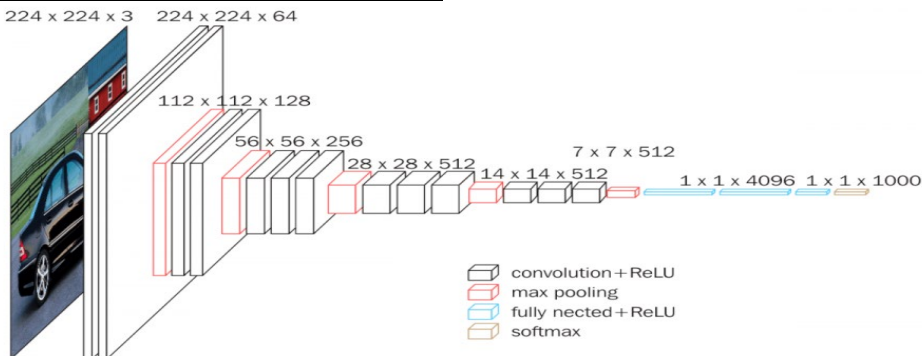 224 x 224 x 3
224 x 224 x 64
112 x 112 x 128
56 x 56 x 256
28 x 28 x 512
14 x 14 x 512
7 x 7 x 512
1 x 1 x 4096
1 x 1 x 1000
convolution+ReLU
max pooling
fully nected+ReLU
softmax